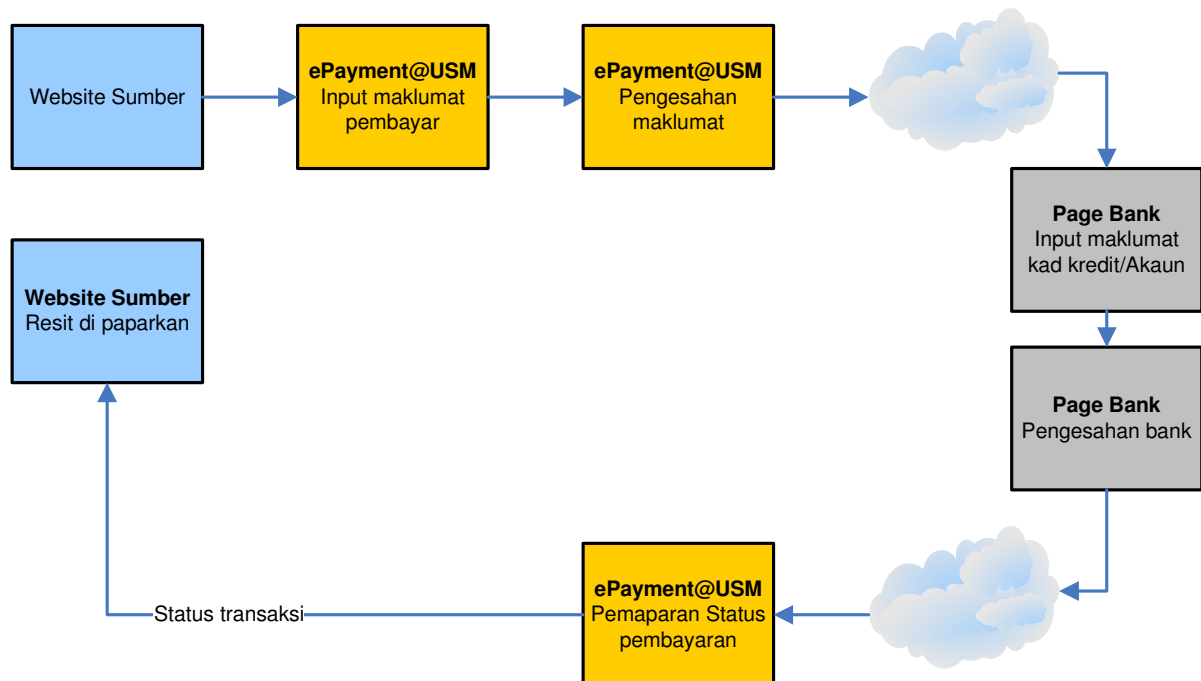 Website Sumber
ePayment@USM
Input maklumat
pembayar
ePayment@USM
Pengesahan
maklumat
Page Bank
Input maklumat
kad kredit/Akaun
Website Sumber
Resit di paparkan
Page Bank
Pengesahan bank
Status transaksi
ePayment@USM
Pemaparan Status
pembayaran